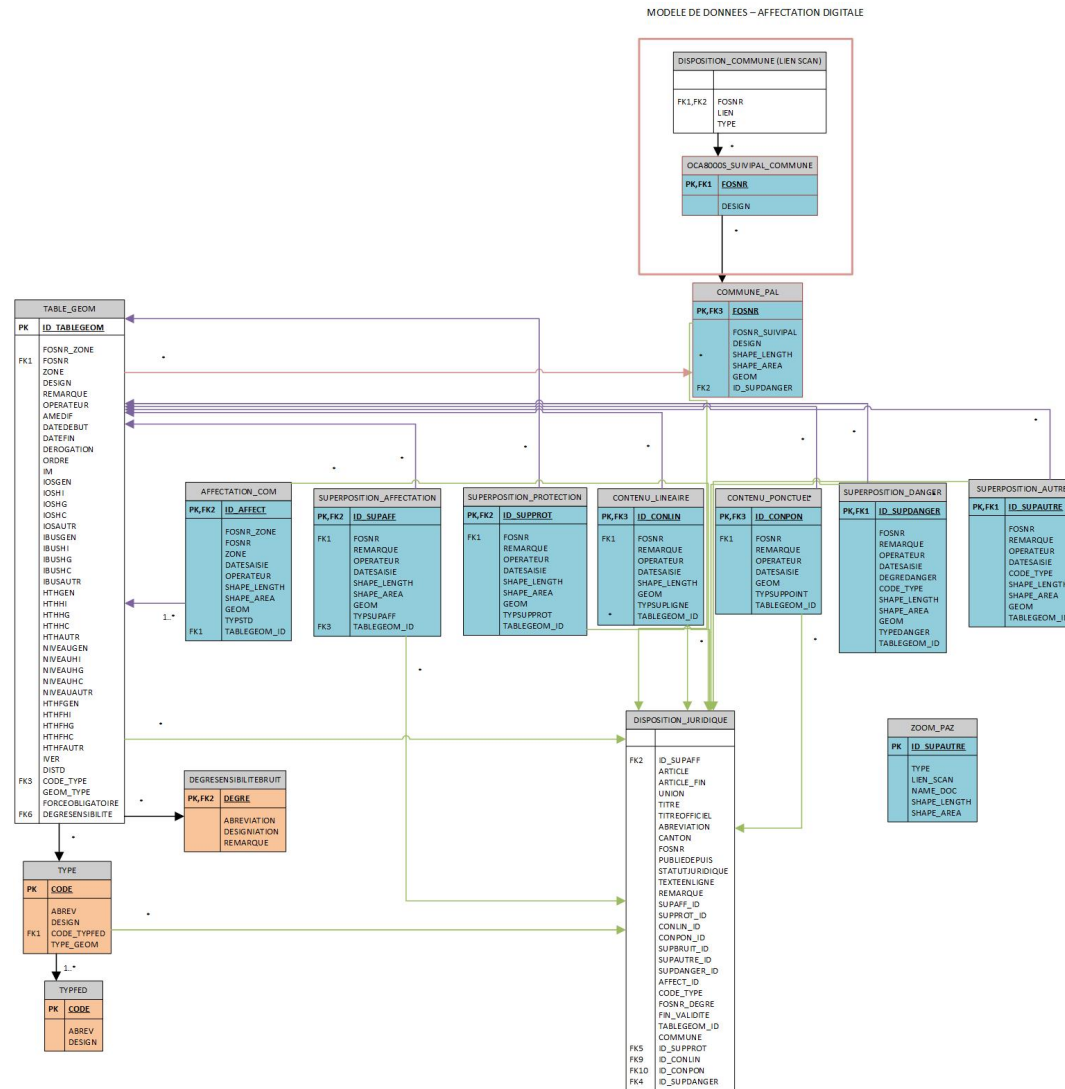 MODELE DE DONNEES – AFFECTATION DIGITALE
DISPOSITION_COMMUNE (LIEN SCAN)
FK1,FK2 FOSNR
LIEN
TYPE
*
OCA8000S_SUIVIPAL_COMMUNE
PK,FK1 FOSNR
DESIGN
*
COMMUNE_PAL
PK,FK3 FOSNR
FOSNR_SUIVIPAL
DESIGN
* SHAPE_LENGTH
SHAPE_AREA
GEOM
FK2 ID_SUPDANGER
TABLE_GEOM
PK ID_TABLEGEOM
FOSNR_ZONE
FK1 FOSNR
ZONE
DESIGN
REMARQUE
OPERATEUR
AMEDIF
DATEDEBUT
DATEFIN
DEROGATION
ORDRE
IM
IOSGEN
IOSHI
IOSHG
IOSHC
IOSAUTR
IBUSGEN
IBUSHI
IBUSHG
IBUSHC
IBUSAUTR
HTHGEN
HTHHI
HTHHG
HTHHC
HTHAUTR
NIVEAUGEN
NIVEAUHI
NIVEAUHG
NIVEAUHC
NIVEAUAUTR
HTHFGEN
HTHFHI
HTHFHG
HTHFHC
HTHFAUTR
IVER
DISTD
FK3 CODE_TYPE
GEOM_TYPE
FORCEOBLIGATOIRE
FK6 DEGRESENSIBILITE
AFFECTATION_COM
PK,FK2 ID_AFFECT
FOSNR_ZONE
FOSNR
ZONE
DATESAISIE
OPERATEUR
SHAPE_LENGTH
SHAPE_AREA
GEOM
TYPSTD
FK1 TABLEGEOM_ID
1..*
SUPERPOSITION_AFFECTATION
PK,FK2 ID_SUPAFF
FK1 FOSNR
REMARQUE
OPERATEUR
DATESAISIE
SHAPE_LENGTH
SHAPE_AREA
GEOM
TYPSUPAFF
FK3 TABLEGEOM_ID
SUPERPOSITION_PROTECTION
PK,FK2 ID_SUPPROT
FK1 FOSNR
REMARQUE
OPERATEUR
DATESAISIE
SHAPE_LENGTH
SHAPE_AREA
GEOM
TYPSUPPROT
TABLEGEOM_ID
CONTENU_LINEAIRE
PK,FK3 ID_CONLIN
FK1 FOSNR
REMARQUE
OPERATEUR
DATESAISIE
SHAPE_LENGTH
GEOM
TYPSUPLIGNE
* TABLEGEOM_ID
CONTENU_PONCTUEL
PK,FK3 ID_CONPON
FK1 FOSNR
REMARQUE
OPERATEUR
DATESAISIE
GEOM
TYPSUPPOINT
TABLEGEOM_ID
SUPERPOSITION_DANGER
PK,FK1 ID_SUPDANGER
FOSNR
REMARQUE
OPERATEUR
DATESAISIE
DEGREDANGER
CODE_TYPE
SHAPE_LENGTH
SHAPE_AREA
GEOM
TYPEDANGER
TABLEGEOM_ID
SUPERPOSITION_AUTRE
PK,FK1 ID_SUPAUTRE
FOSNR
REMARQUE
OPERATEUR
DATESAISIE
CODE_TYPE
SHAPE_LENGTH
SHAPE_AREA
GEOM
TABLEGEOM_ID
DISPOSITION_JURIDIQUE
FK2 ID_SUPAFF
ARTICLE
ARTICLE_FIN
UNION
TITRE
TITREOFFICIEL
ABREVIATION
CANTON
FOSNR
PUBLIEDEPUIS
STATUTJURIDIQUE
TEXTEENLIGNE
REMARQUE
SUPAFF_ID
SUPPROT_ID
CONLIN_ID
CONPON_ID
SUPBRUIT_ID
SUPAUTRE_ID
SUPDANGER_ID
AFFECT_ID
CODE_TYPE
FOSNR_DEGRE
FIN_VALIDITE
TABLEGEOM_ID
COMMUNE
FK5 ID_SUPPROT
FK9 ID_CONLIN
FK10 ID_CONPON
FK4 ID_SUPDANGER
ZOOM_PAZ
PK ID_SUPAUTRE
TYPE
LIEN_SCAN
NAME_DOC
SHAPE_LENGTH
SHAPE_AREA
DEGRESENSIBILITEBRUIT
PK,FK2 DEGRE
ABREVIATION
DESIGNIATION
REMARQUE
TYPE
PK CODE
ABREV
DESIGN
FK1 CODE_TYPFED
TYPE_GEOM
1..*
TYPFED
PK CODE
ABREV
DESIGN